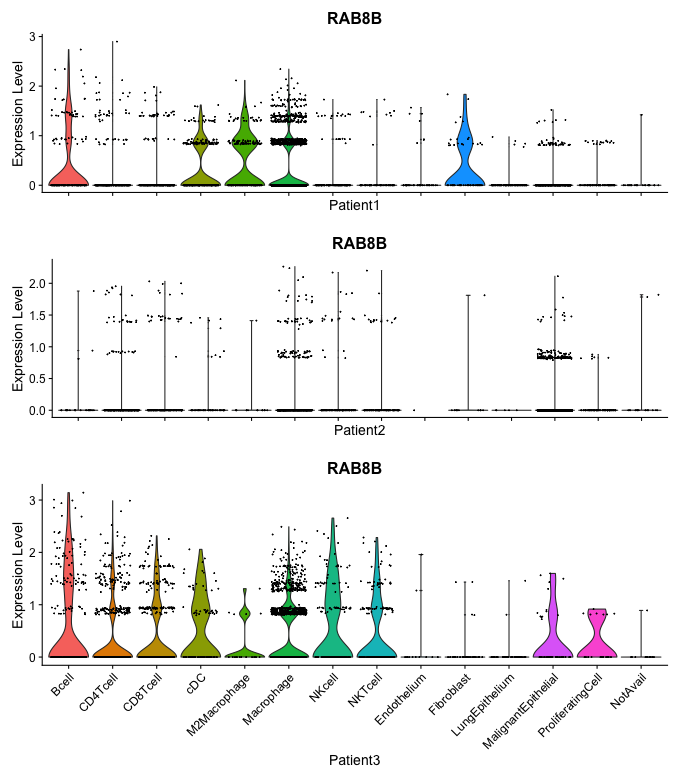 RAB8B
Expression Level
3
2
1
0
Patient1
RAB8B
Expression Level
2.0
1.5
1.0
0.5
0.0
Patient2
RAB8B
Expression Level
3
2
1
0
Bcell
CD4Tcell
CD8Tcell
cDC
M2Macrophage
Macrophage
NKcell
NKTcell
Endothelium
Fibroblast
LungEpithelium
MalignantEpithelial
ProliferatingCell
NotAvail
Patient3